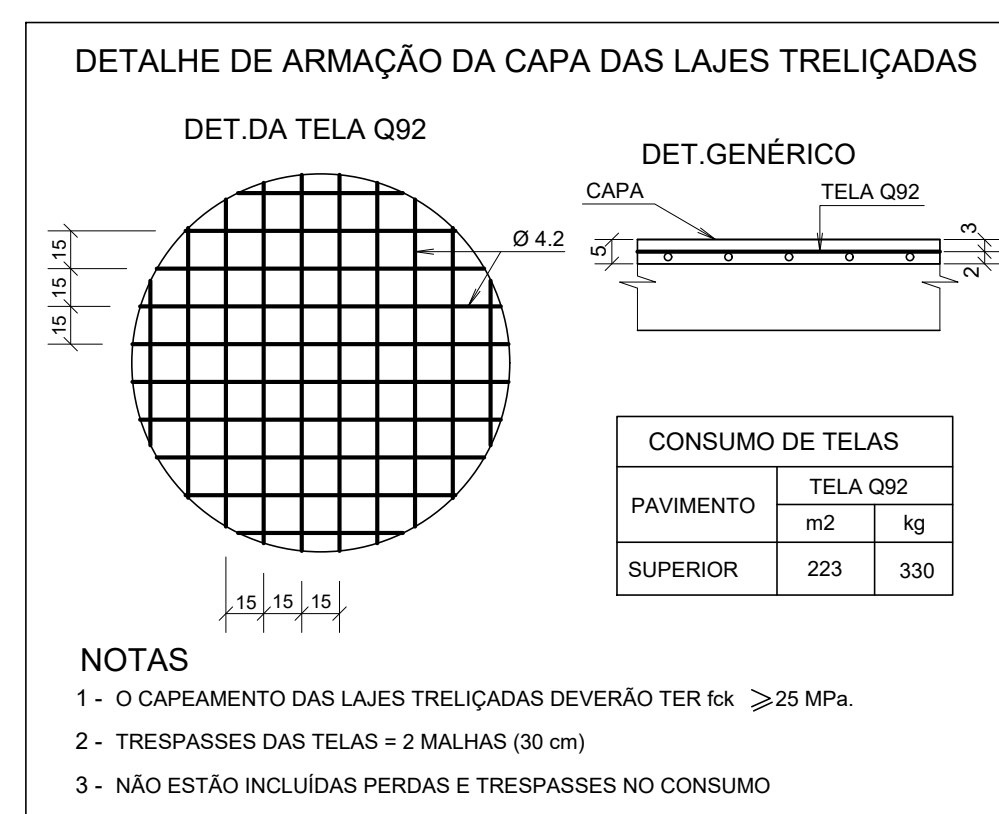 DETALHE DE ARMAÇÃO DA CAPA DAS LAJES TRELIÇADAS
DET.DA TELA Q92
DET.GENÉRICO
CAPA
TELA Q92
Ø 4.2
15
15
15
5
3
2
15 15 15
CONSUMO DE TELAS
PAVIMENTO
TELA Q92
m2 kg
SUPERIOR 223 330
NOTAS
1 - O CAPEAMENTO DAS LAJES TRELIÇADAS DEVERÃO TER fck ⩾25 MPa.
2 - TRESPASSES DAS TELAS = 2 MALHAS (30 cm)
3 - NÃO ESTÃO INCLUÍDAS PERDAS E TRESPASSES NO CONSUMO